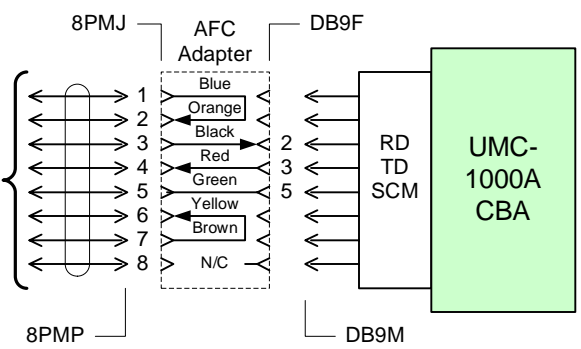 8PMJ
AFC
Adapter
DB9F
Blue
1
Orange
2
Black
3
2
Red
4
3
Green
5
5
Yellow
6
Brown
7
8
N/C
RD
TD
SCM
UMC-
1000A
CBA
8PMP
DB9M